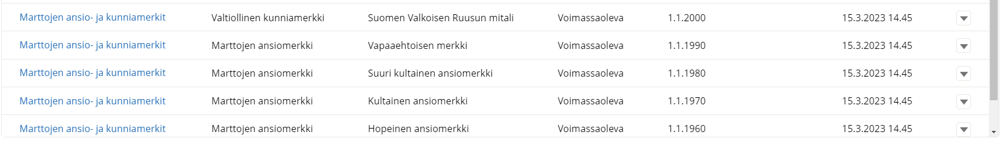 Marttojen ansio- ja kunniamerkit Valtiollinen kunniamerkki Suomen Valkoisen Ruusun mitali Voimassaoleva 1.1.2000 15.3.2023 14.45
Marttojen ansio- ja kunniamerkit Marttojen ansiomerkki Vapaaehtoisen merkki Voimassaoleva 1.1.1990 15.3.2023 14.45
Marttojen ansio- ja kunniamerkit Marttojen ansiomerkki Suuri kultainen ansiomerkki Voimassaoleva 1.1.1980 15.3.2023 14.45
Marttojen ansio- ja kunniamerkit Marttojen ansiomerkki Kultainen ansiomerkki Voimassaoleva 1.1.1970 15.3.2023 14.45
Marttojen ansio- ja kunniamerkit Marttojen ansiomerkki Hopeinen ansiomerkki Voimassaoleva 1.1.1960 15.3.2023 14.45